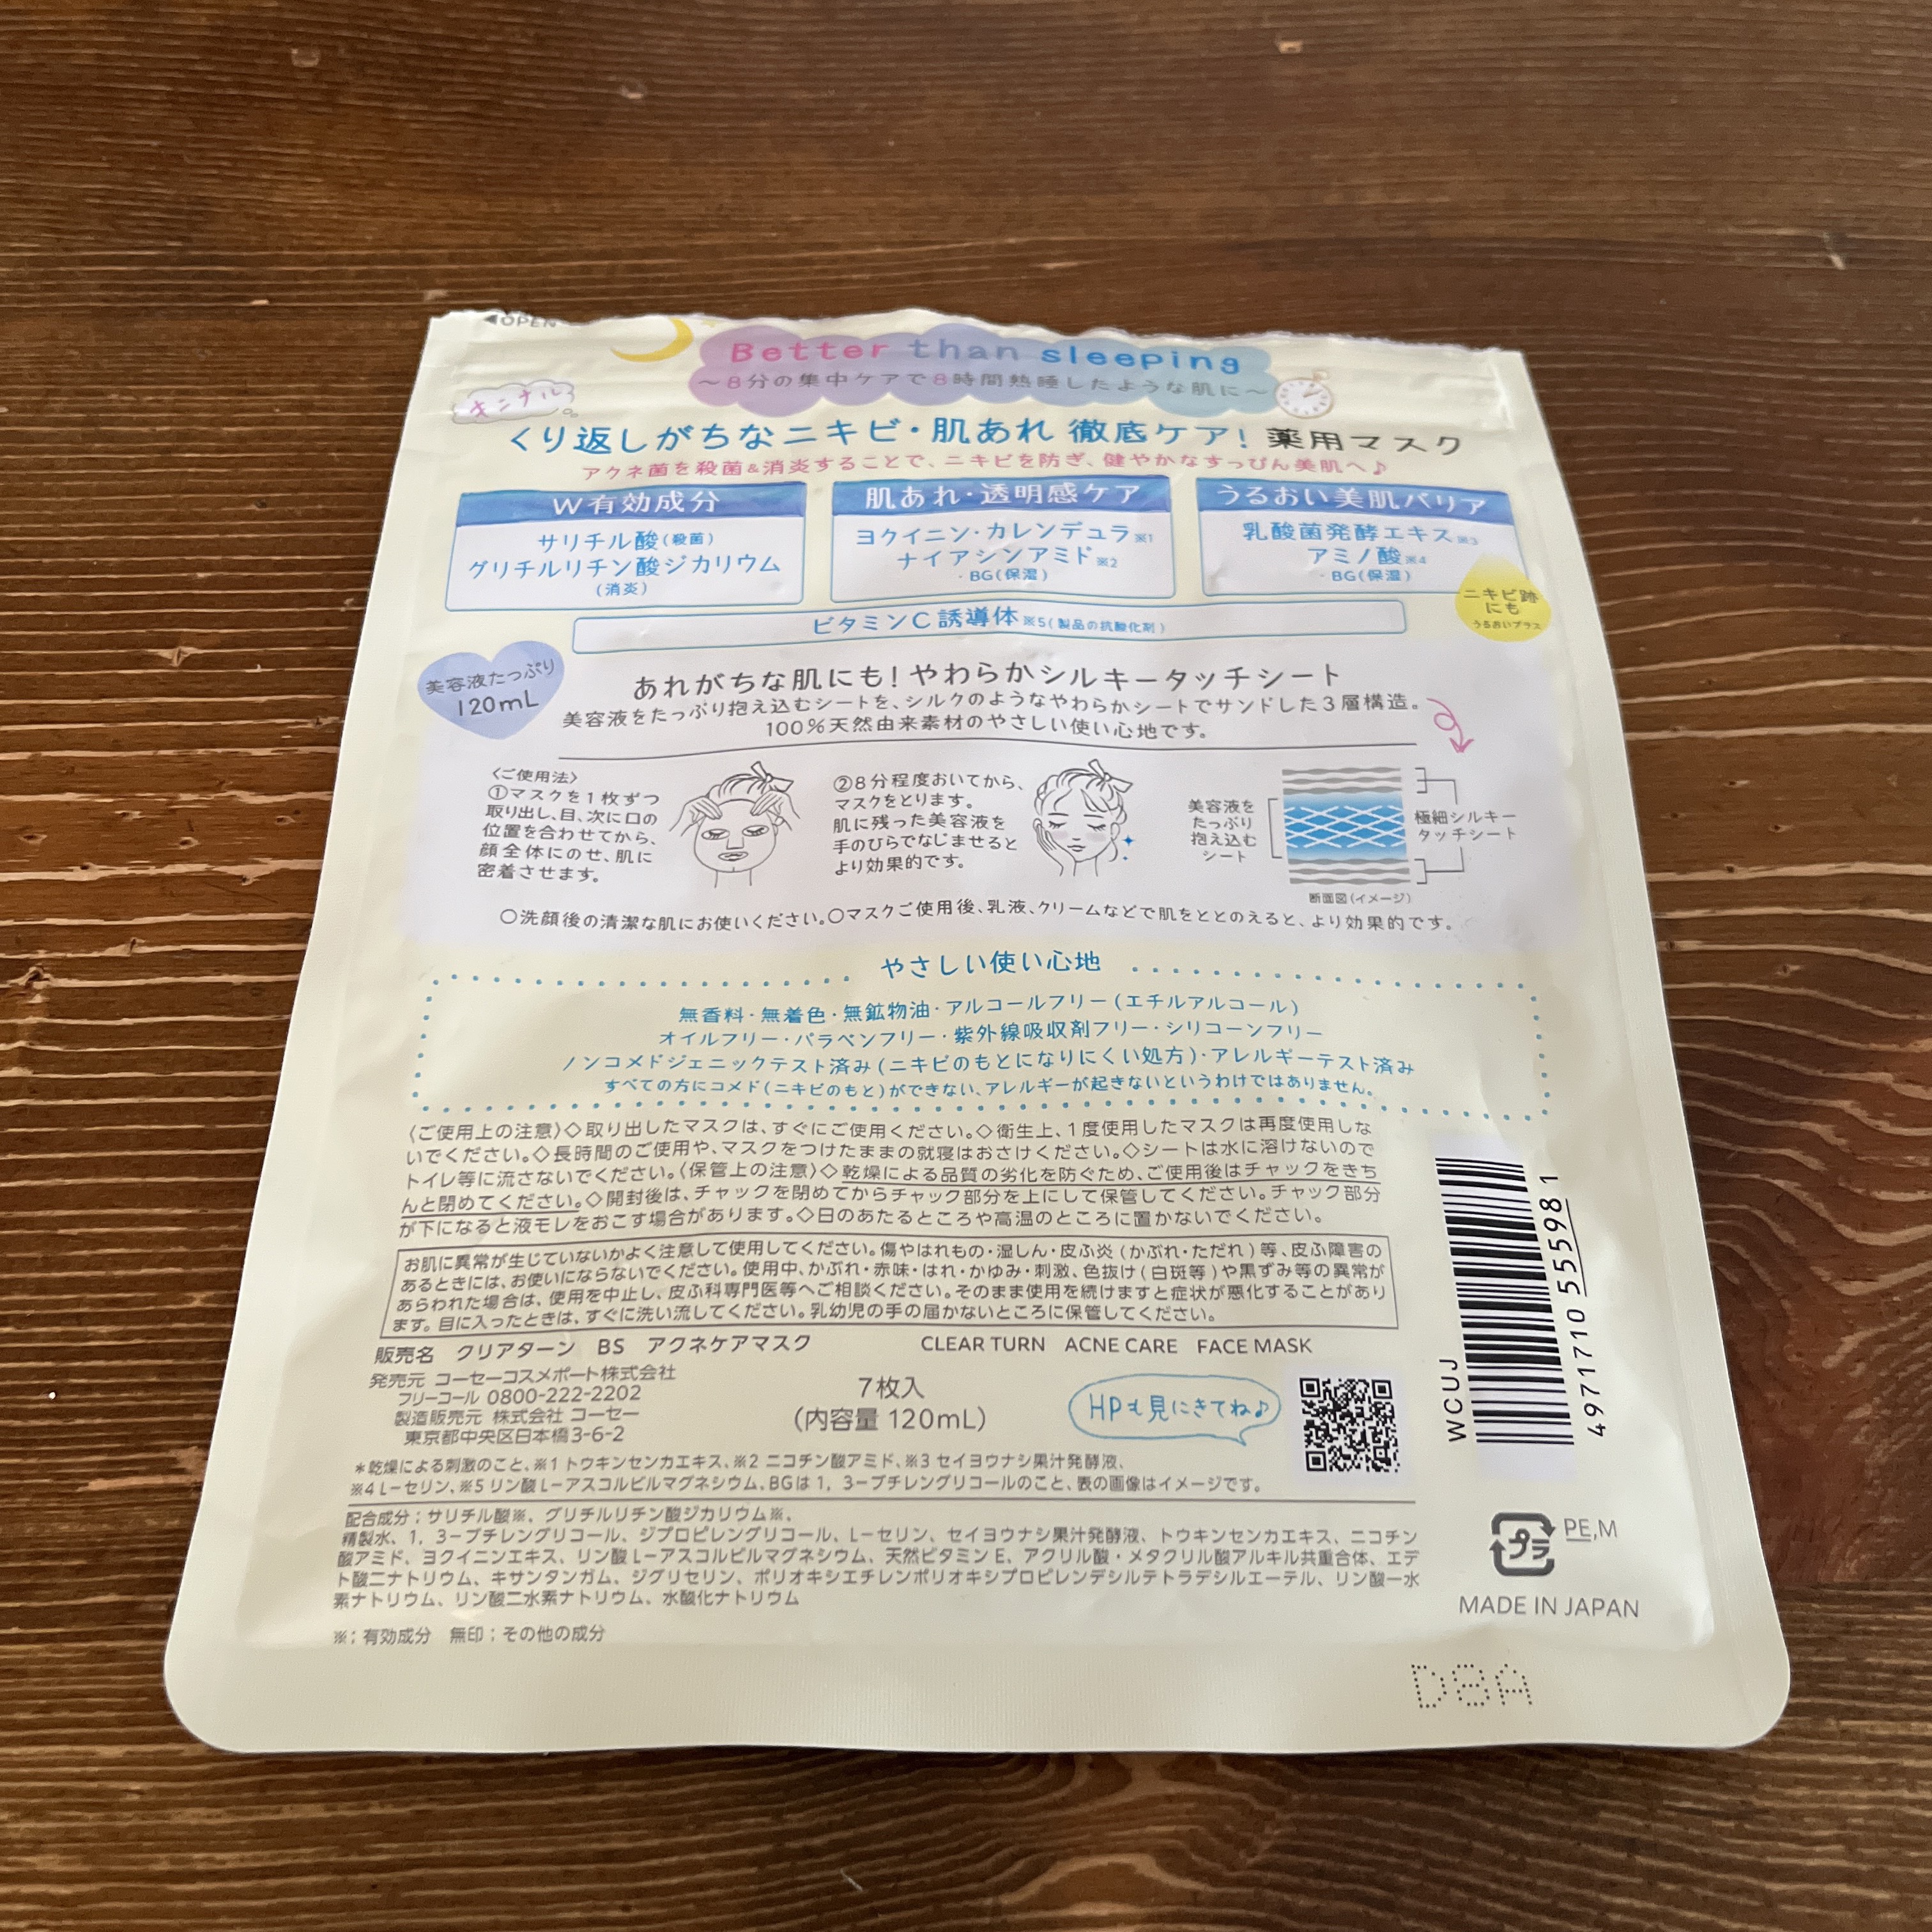 ◀OPEN
Better than sleeping
～8分の集中ケアで8時間熟睡したような肌に～
キニナル
くり返しがちなニキビ・肌あれ 徹底ケア！薬用マスク
アクネ菌を殺菌&消炎することで、ニキビを防ぎ、健やかなすっぴん美肌へ♪
W有効成分
サリチル酸(殺菌)
グリチルリチン酸ジカリウム
(消炎)
肌あれ・透明感ケア
ヨクイニン・カレンデュラ※1
ナイアシンアミド※2
・BG(保湿)
うるおい美肌バリア
乳酸菌発酵エキス※3
アミノ酸※4
・BG(保湿)
ビタミンC誘導体※5(製品の抗酸化剤)
ニキビ跡
にも
うるおいプラス
美容液たっぷり
120mL
あれがちな肌にも！やわらかシルキータッチシート
美容液をたっぷり抱え込むシートを、シルクのようなやわらかシートでサンドした3層構造。
100%天然由来素材のやさしい使い心地です。
〈ご使用法〉
①マスクを1枚ずつ
取り出し、目、次に口の
位置を合わせてから、
顔全体にのせ、肌に
密着させます。
②8分程度おいてから、
マスクをとります。
肌に残った美容液を
手のひらでなじませると
より効果的です。
美容液を
たっぷり
抱え込む
シート
極細シルキー
タッチシート
断面図(イメージ)
○洗顔後の清潔な肌にお使いください。○マスクご使用後、乳液、クリームなどで肌をととのえると、より効果的です。
やさしい使い心地
無香料・無着色・無鉱物油・アルコールフリー(エチルアルコール)
オイルフリー・パラベンフリー・紫外線吸収剤フリー・シリコーンフリー
ノンコメドジェニックテスト済み(ニキビのもとになりにくい処方)・アレルギーテスト済み
すべての方にコメド(ニキビのもと)ができない、アレルギーが起きないというわけではありません。
〈ご使用上の注意〉◇取り出したマスクは、すぐにご使用ください。◇衛生上、1度使用したマスクは再度使用しな
いでください。◇長時間のご使用や、マスクをつけたままの就寝はおさけください。◇シートは水に溶けないので
トイレ等に流さないでください。〈保管上の注意〉◇乾燥による品質の劣化を防ぐため、ご使用後はチャックをきち
んと閉めてください。◇開封後は、チャックを閉めてからチャック部分を上にして保管してください。チャック部分
が下になると液モレをおこす場合があります。◇日のあたるところや高温のところに置かないでください。
お肌に異常が生じていないかよく注意して使用してください。傷やはれもの・湿しん・皮ふ炎(かぶれ・ただれ)等、皮ふ障害の
あるときには、お使いにならないでください。使用中、かぶれ・赤味・はれ・かゆみ・刺激、色抜け(白斑等)や黒ずみ等の異常が
あらわれた場合は、使用を中止し、皮ふ科専門医等へご相談ください。そのまま使用を続けますと症状が悪化することがあり
ます。目に入ったときは、すぐに洗い流してください。乳幼児の手の届かないところに保管してください。
販売名 クリアターン BS アクネケアマスク CLEAR TURN ACNE CARE FACE MASK
発売元 コーセーコスメポート株式会社
フリーコール 0800-222-2202
製造販売元 株式会社 コーセー
東京都中央区日本橋3-6-2
7枚入
(内容量 120mL)
HPも見にきてね♪
WCUJ
4971710 555981
*乾燥による刺激のこと、※1 トウキンセンカエキス、※2 ニコチン酸アミド、※3 セイヨウナシ果汁発酵液、
※4 L-セリン、※5 リン酸 L-アスコルビルマグネシウム、BGは 1，3-ブチレングリコールのこと、表の画像はイメージです。
配合成分；サリチル酸※、グリチルリチン酸ジカリウム※、
精製水、1，3-ブチレングリコール、ジプロピレングリコール、L-セリン、セイヨウナシ果汁発酵液、トウキンセンカエキス、ニコチン
酸アミド、ヨクイニンエキス、リン酸 L-アスコルビルマグネシウム、天然ビタミン E、アクリル酸・メタクリル酸アルキル共重合体、エデ
ト酸二ナトリウム、キサンタンガム、ジグリセリン、ポリオキシエチレンポリオキシプロピレンデシルテトラデシルエーテル、リン酸一水
素ナトリウム、リン酸二水素ナトリウム、水酸化ナトリウム
※；有効成分 無印；その他の成分
プラ
PE,M
MADE IN JAPAN
D8A